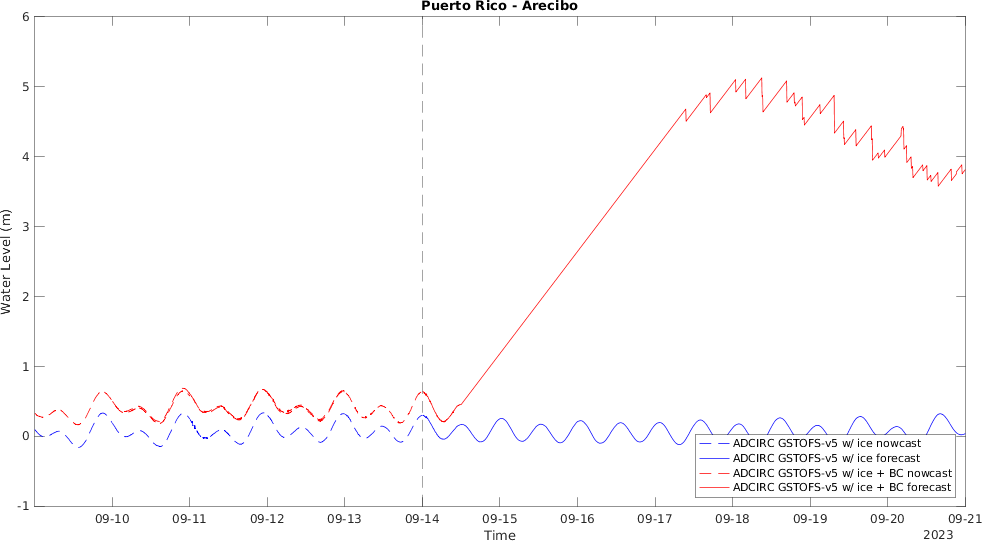 Puerto Rico - Arecibo
6
5
4
3
2
1
0
-1
Water Level (m)
ADCIRC GSTOFS-v5 w/ ice nowcast
ADCIRC GSTOFS-v5 w/ ice forecast
ADCIRC GSTOFS-v5 w/ ice + BC nowcast
ADCIRC GSTOFS-v5 w/ ice + BC forecast
09-10 09-11 09-12 09-13 09-14 09-15 09-16 09-17 09-18 09-19 09-20 09-21
Time
2023